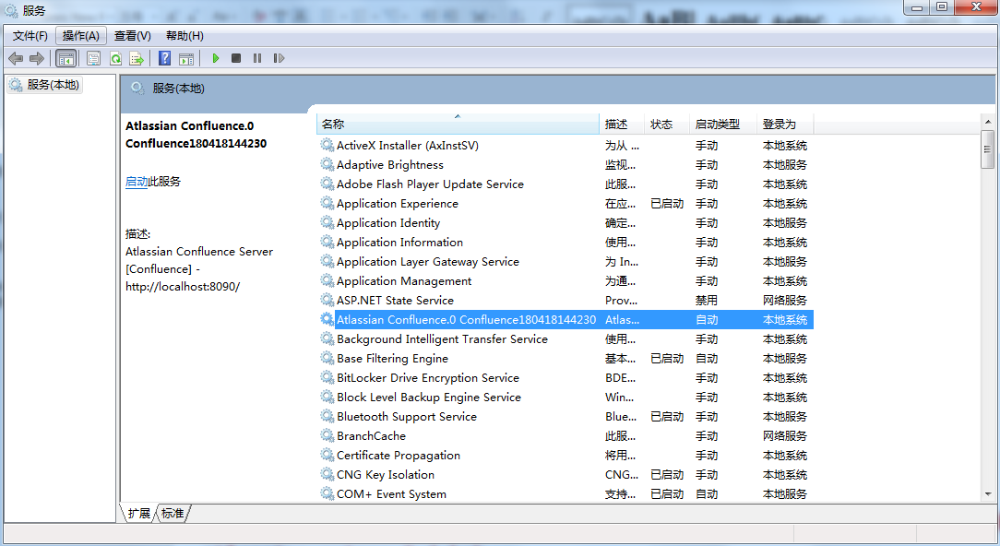 服务
文件(F) 操作(A) 查看(V) 帮助(H)
服务(本地)
服务(本地)
Atlassian Confluence.0
Confluence180418144230
启动此服务
描述:
Atlassian Confluence Server
[Confluence] -
http://localhost:8090/
名称 描述 状态 启动类型 登录为
ActiveX Installer (AxInstSV) 为从 ... 手动 本地系统
Adaptive Brightness 监视... 手动 本地服务
Adobe Flash Player Update Service 此服... 手动 本地系统
Application Experience 在应... 已启动 手动 本地系统
Application Identity 确定... 手动 本地服务
Application Information 使用... 手动 本地系统
Application Layer Gateway Service 为 In... 手动 本地服务
Application Management 为通... 手动 本地系统
ASP.NET State Service Prov... 禁用 网络服务
Atlassian Confluence.0 Confluence180418144230 Atlas... 自动 本地系统
Background Intelligent Transfer Service 使用... 手动 本地系统
Base Filtering Engine 基本... 已启动 自动 本地服务
BitLocker Drive Encryption Service BDE... 手动 本地系统
Block Level Backup Engine Service Win... 手动 本地系统
Bluetooth Support Service Blue... 已启动 手动 本地服务
BranchCache 此服... 手动 网络服务
Certificate Propagation 将用... 手动 本地系统
CNG Key Isolation CNG... 已启动 手动 本地系统
COM+ Event System 支持... 已启动 自动 本地服务
扩展 标准